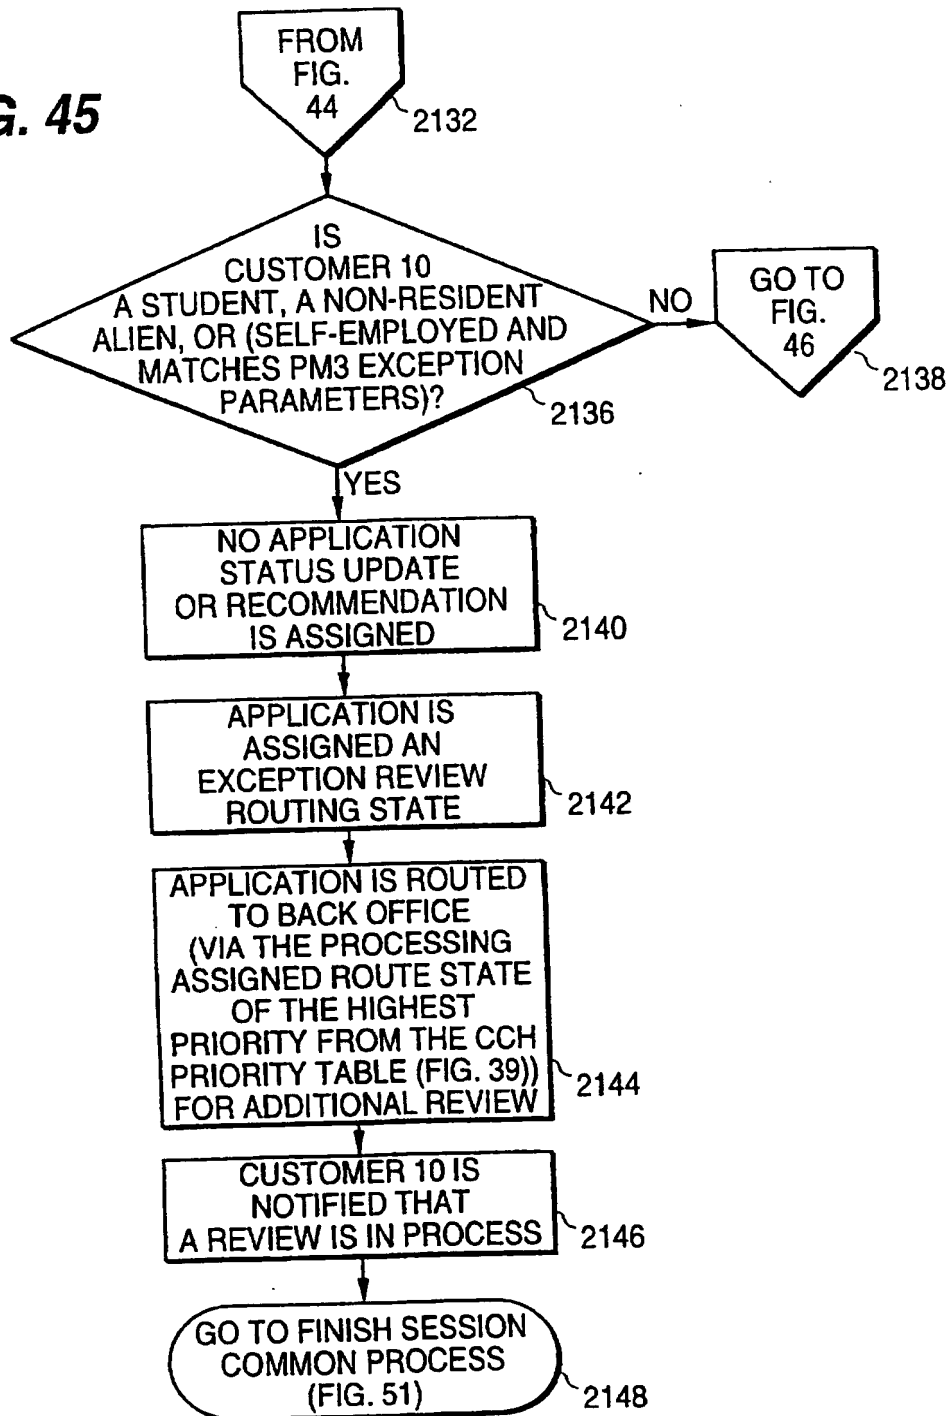 G. 45
FROM
FIG.
44
2132
IS
CUSTOMER 10
A STUDENT, A NON-RESIDENT
ALIEN, OR (SELF-EMPLOYED AND
MATCHES PM3 EXCEPTION
PARAMETERS)?
2136
NO
GO TO
FIG.
46
2138
YES
NO APPLICATION
STATUS UPDATE
OR RECOMMENDATION
IS ASSIGNED
2140
APPLICATION IS
ASSIGNED AN
EXCEPTION REVIEW
ROUTING STATE
2142
APPLICATION IS ROUTED
TO BACK OFFICE
(VIA THE PROCESSING
ASSIGNED ROUTE STATE
OF THE HIGHEST
PRIORITY FROM THE CCH
PRIORITY TABLE (FIG. 39))
FOR ADDITIONAL REVIEW
2144
CUSTOMER 10 IS
NOTIFIED THAT
A REVIEW IS IN PROCESS
2146
GO TO FINISH SESSION
COMMON PROCESS
(FIG. 51)
2148